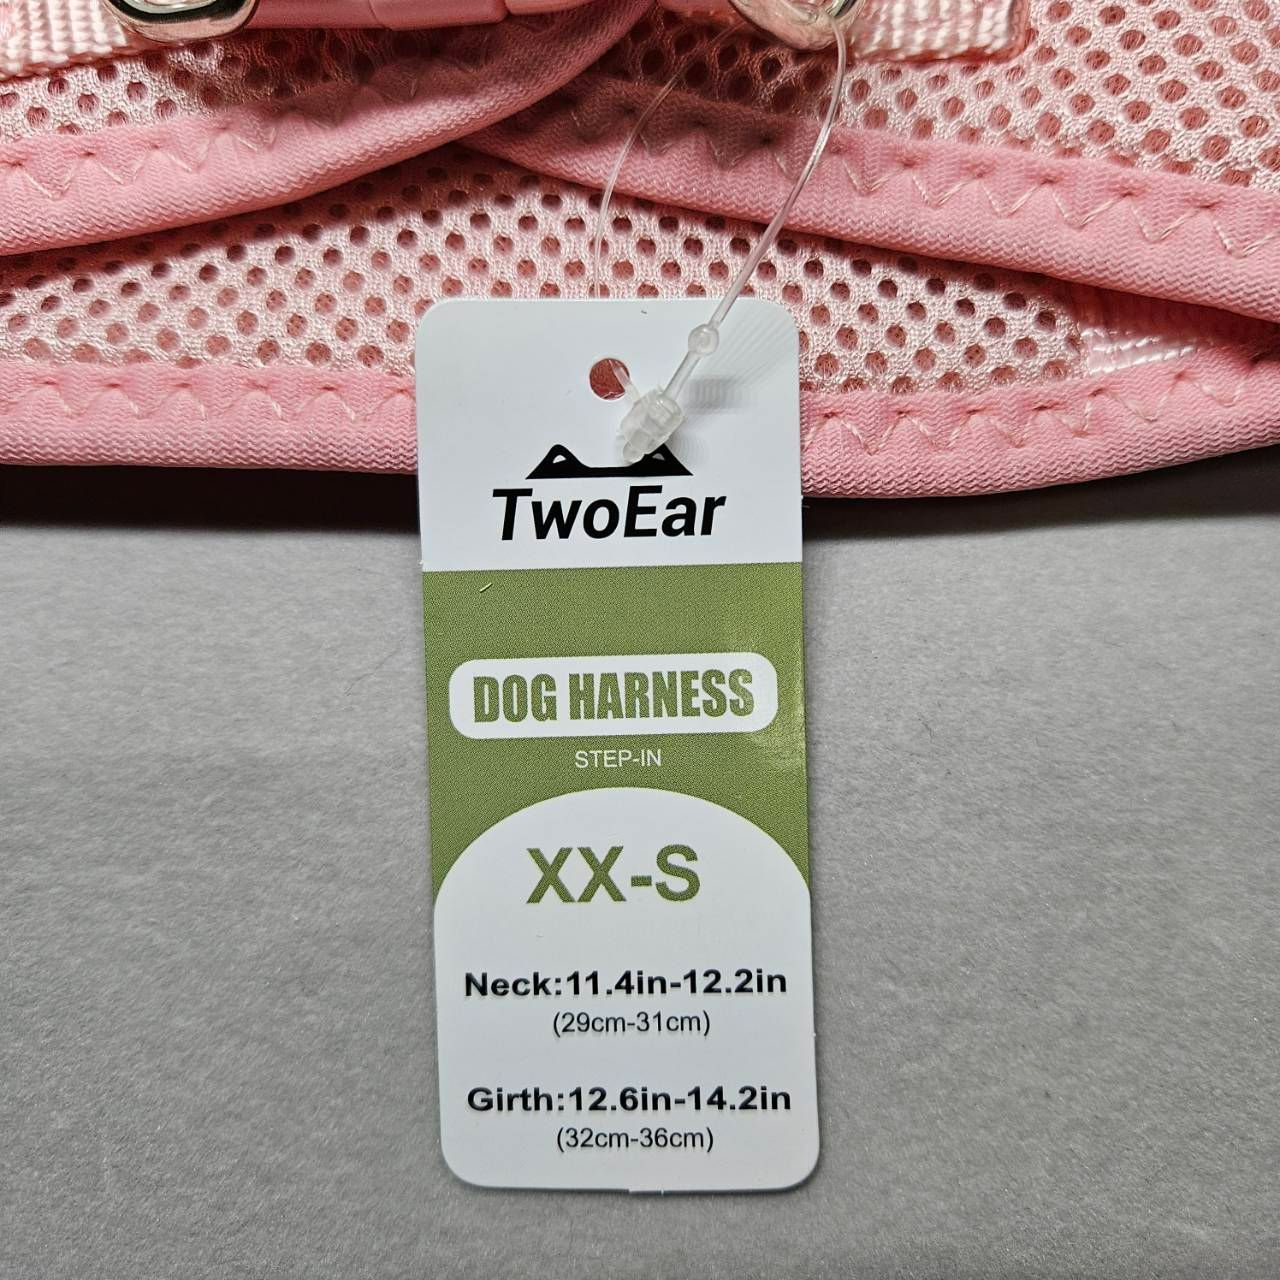 TwoEar
DOG HARNESS
STEP-IN
XX-S
Neck:11.4in-12.2in
(29cm-31cm)
Girth:12.6in-14.2in
(32cm-36cm)